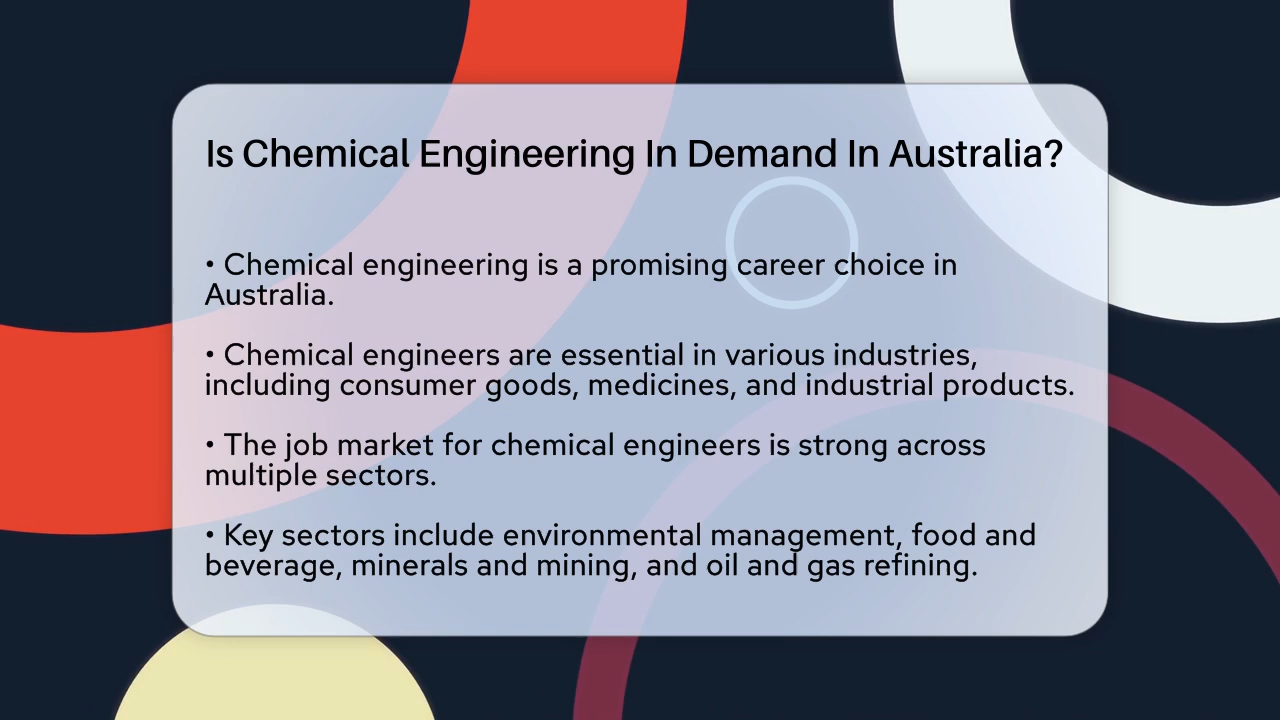 Is Chemical Engineering In Demand In Australia?
• Chemical engineering is a promising career choice in
Australia.
• Chemical engineers are essential in various industries,
including consumer goods, medicines, and industrial products.
• The job market for chemical engineers is strong across
multiple sectors.
• Key sectors include environmental management, food and
beverage, minerals and mining, and oil and gas refining.